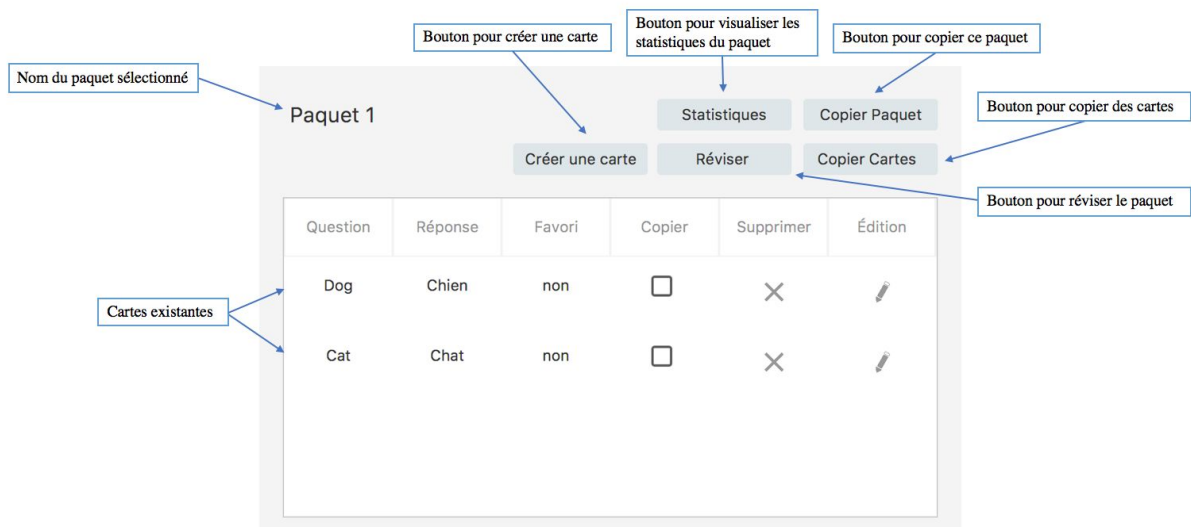 Bouton pour visualiser les
statistiques du paquet
Bouton pour créer une carte
Bouton pour copier ce paquet
Nom du paquet sélectionné
Paquet 1
Statistiques
Copier Paquet
Bouton pour copier des cartes
Créer une carte
Réviser
Copier Cartes
Bouton pour réviser le paquet
Question Réponse Favori Copier Supprimer Édition
Dog Chien non
Cartes existantes
Cat Chat non